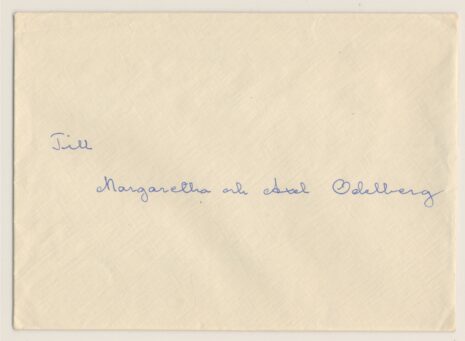 Till
Margaretha och Axel Odelberg